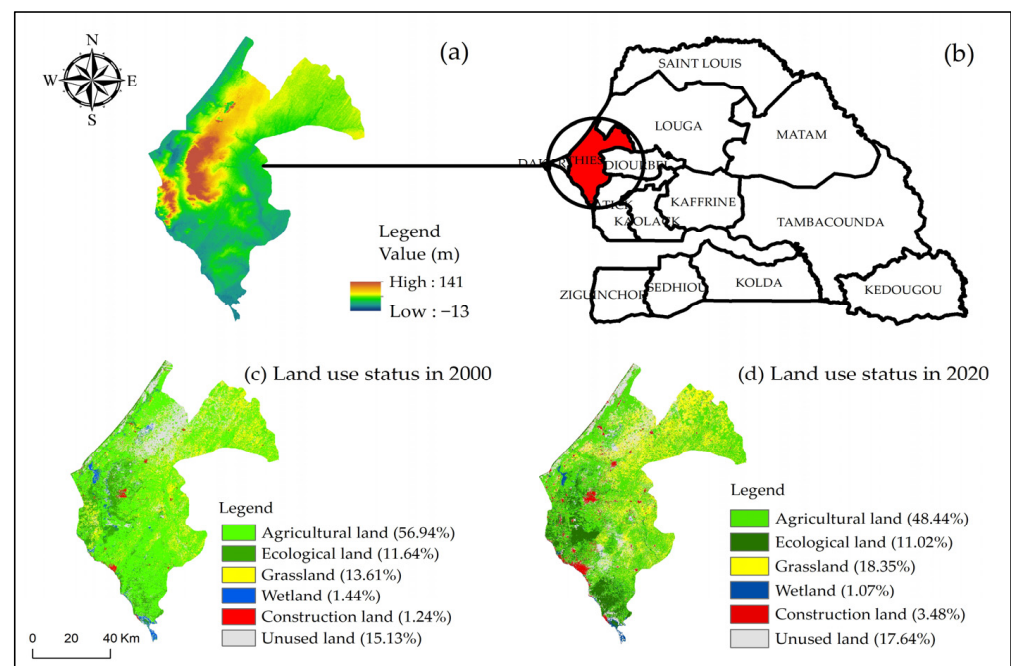 N
W E
S
(a)
Legend
Value (m)
High : 141
Low : −13
(b)
SAINT LOUIS
LOUGA
MATAM
THIES
DIOURBEL
KAFFRINE
KAOLACK
TAMBACOUNDA
ZIGUINCHOR
SEDHIOU
KOLDA
KEDOUGOU
(c) Land use status in 2000
Legend
Agricultural land (56.94%)
Ecological land (11.64%)
Grassland (13.61%)
Wetland (1.44%)
Construction land (1.24%)
Unused land (15.13%)
0 20 40 Km
(d) Land use status in 2020
Legend
Agricultural land (48.44%)
Ecological land (11.02%)
Grassland (18.35%)
Wetland (1.07%)
Construction land (3.48%)
Unused land (17.64%)